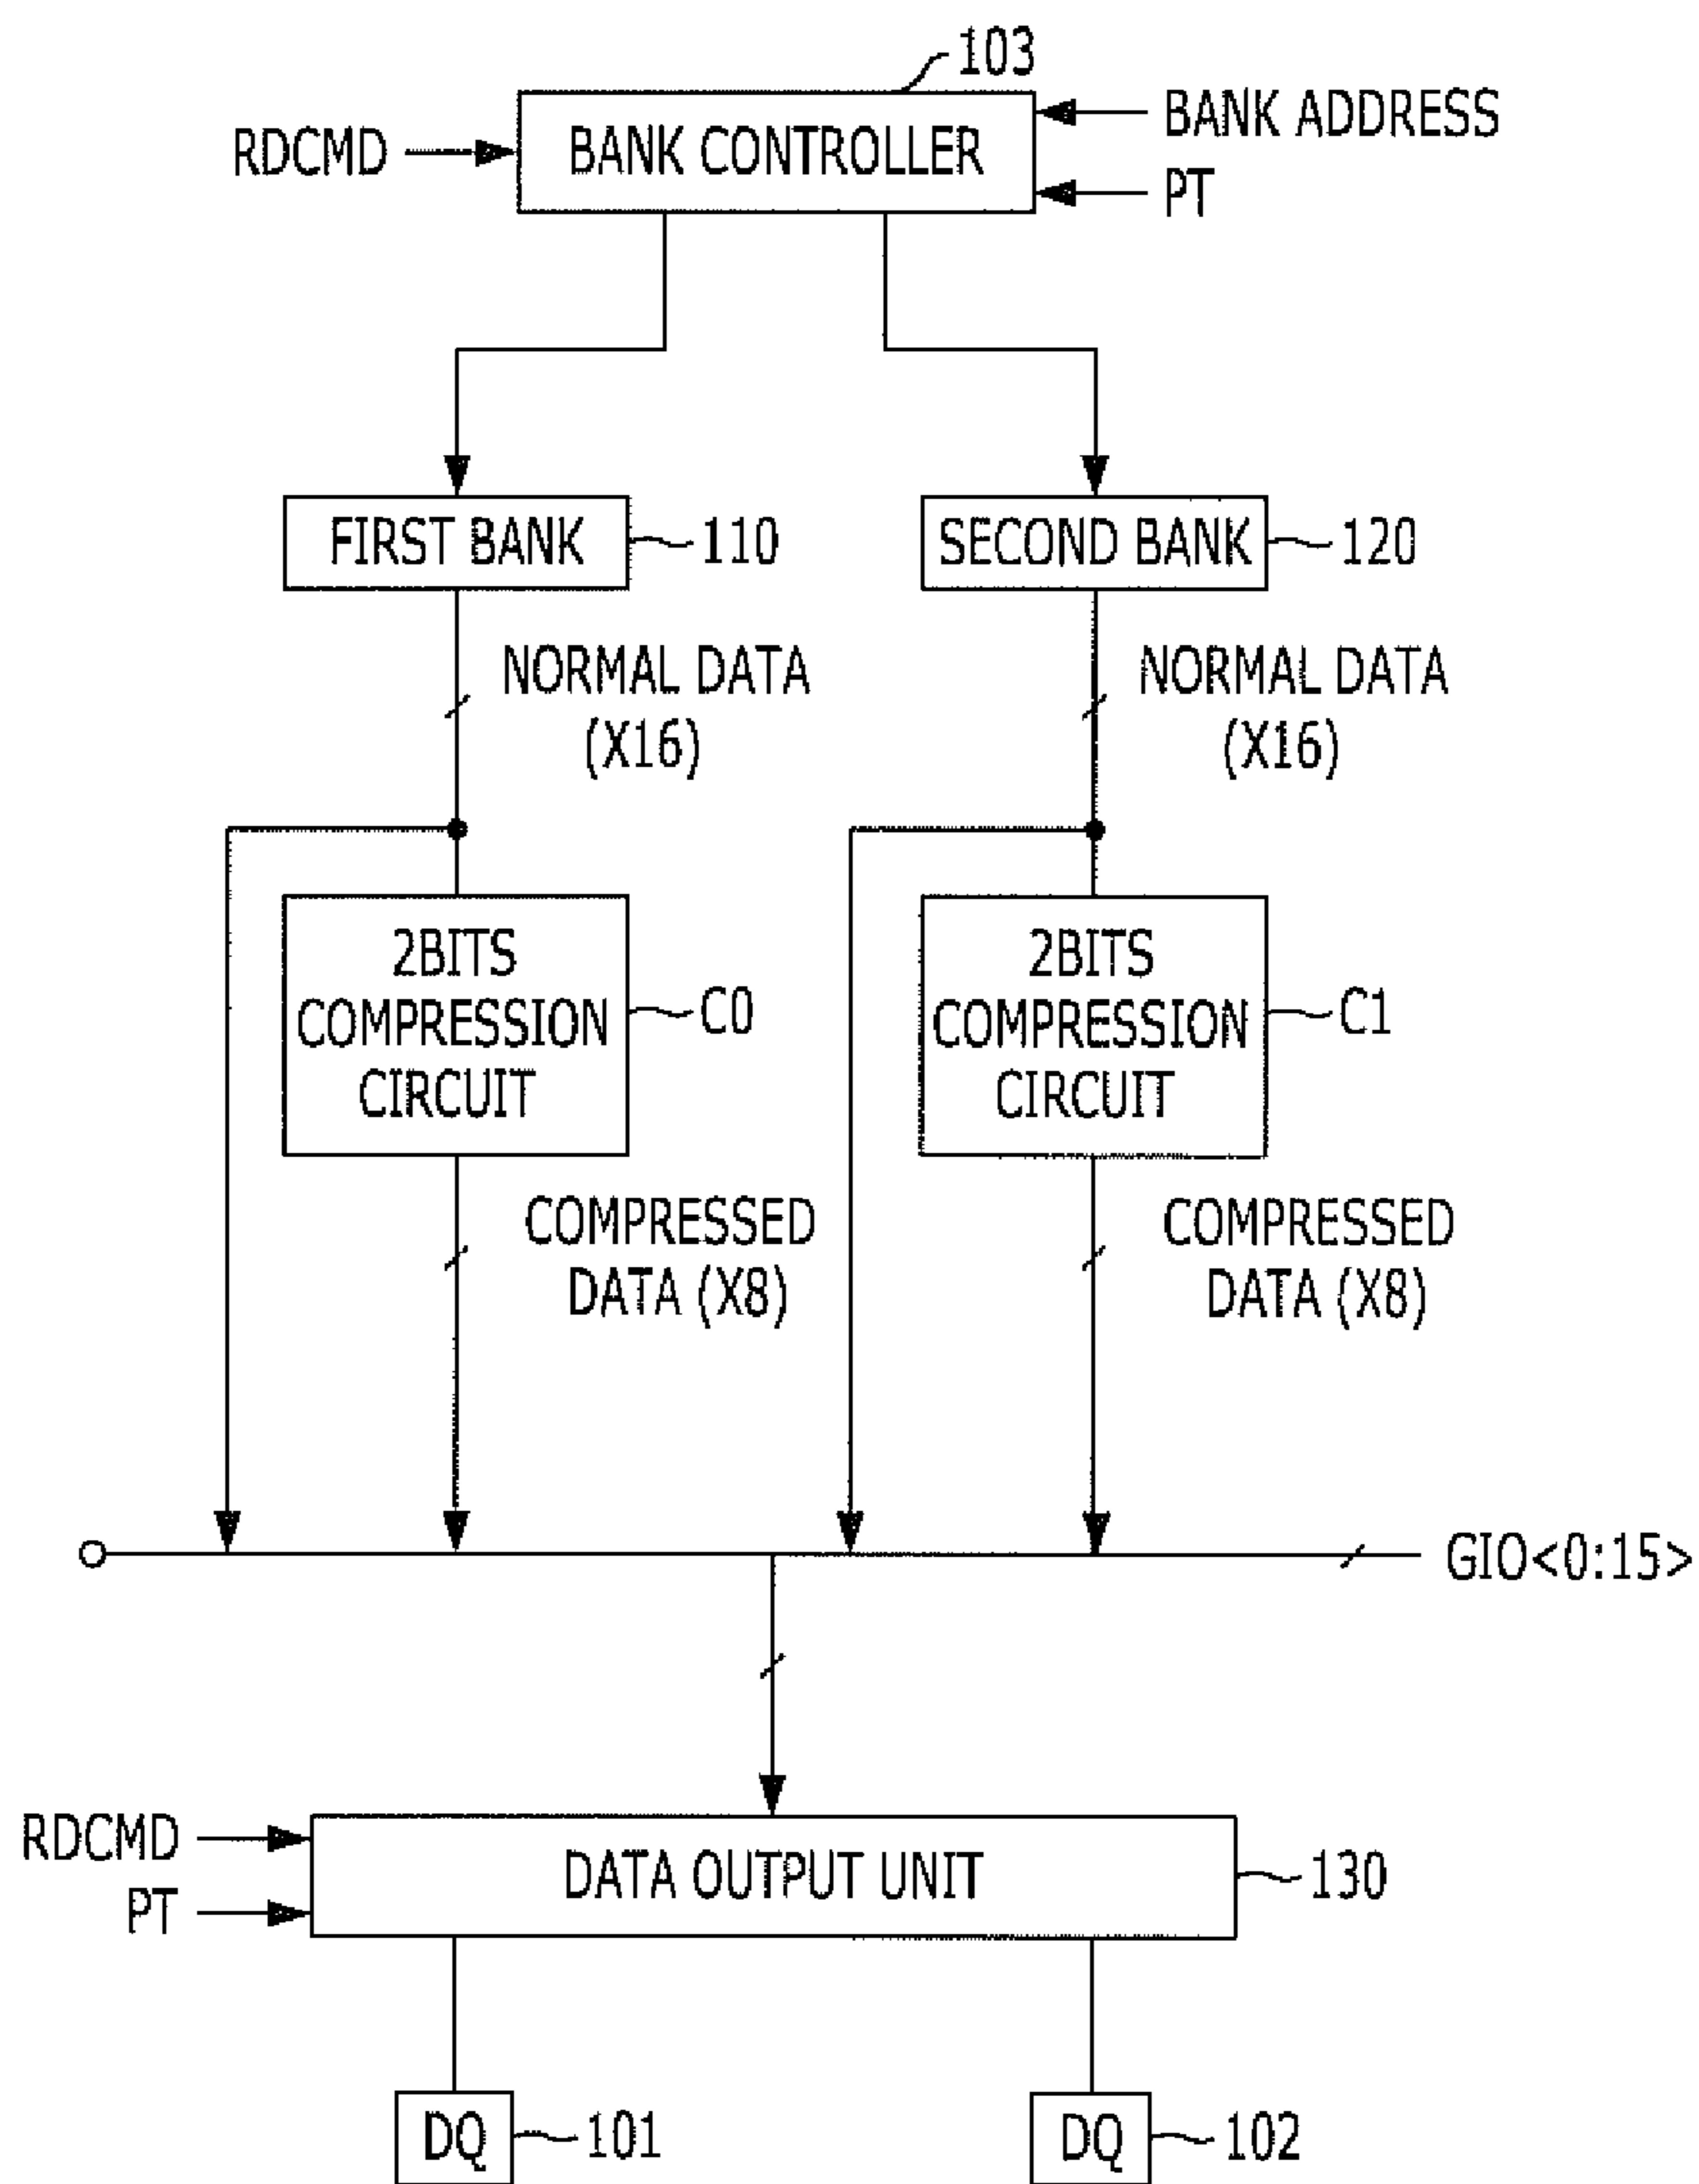 103
BANK ADDRESS
RDCMD
BANK CONTROLLER
PT
FIRST BANK
110
SECOND BANK
120
NORMAL DATA
(X16)
NORMAL DATA
(X16)
2BITS
COMPRESSION
CIRCUIT
C0
2BITS
COMPRESSION
CIRCUIT
C1
COMPRESSED
DATA (X8)
COMPRESSED
DATA (X8)
GIO<0:15>
RDCMD
PT
DATA OUTPUT UNIT
130
DQ
101
DQ
102